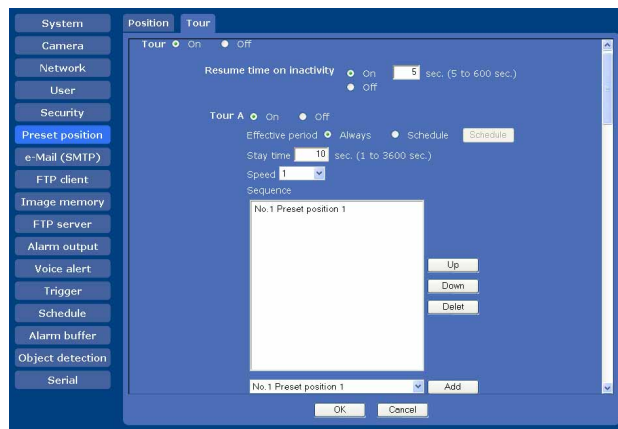 System
Camera
Network
User
Security
Preset position
e-Mail (SMTP)
FTP client
Image memory
FTP server
Alarm output
Voice alert
Trigger
Schedule
Alarm buffer
Object detection
Serial
Position Tour
Tour On Off
Resume time on inactivity On 5 sec. (5 to 600 sec.)
Off
Tour A On Off
Effective period Always Schedule Schedule
Stay time 10 sec. (1 to 3600 sec.)
Speed 1
Sequence
No.1 Preset position 1
Up
Down
Delet
No.1 Preset position 1 Add
OK Cancel